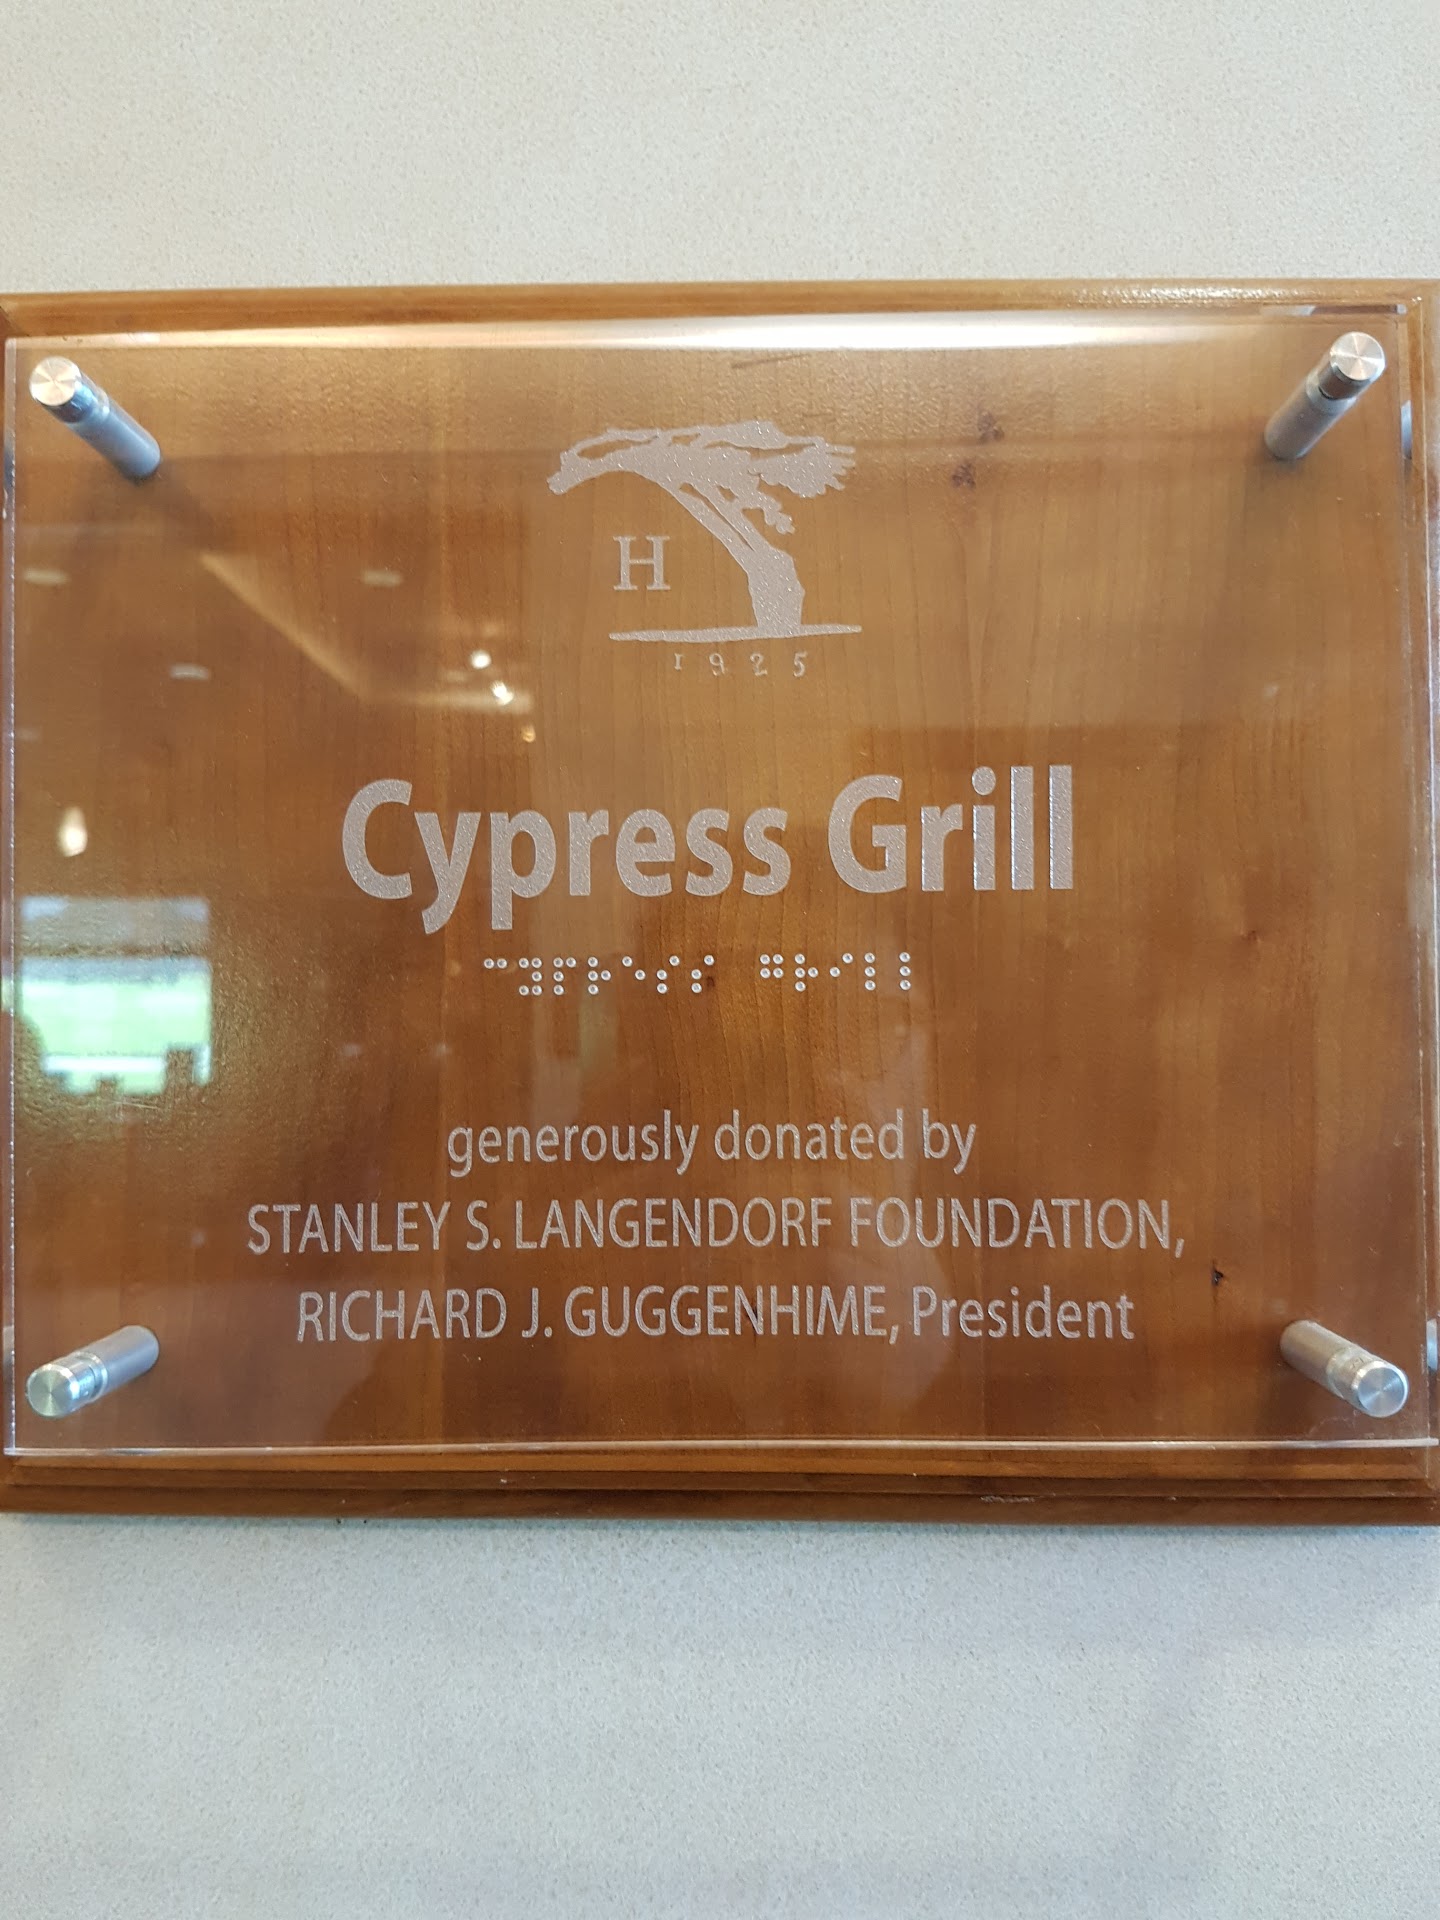 H
1925
Cypress Grill
⠉⠽⠏⠗⠑⠎⠎ ⠛⠗⠊⠇⠇
generously donated by
STANLEY S. LANGENDORF FOUNDATION,
RICHARD J. GUGGENHIME, President